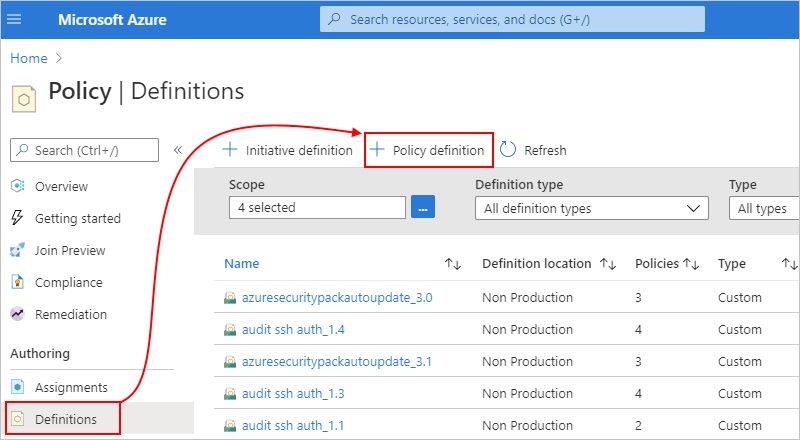 Microsoft Azure
Search resources, services, and docs (G+/)
Home >
Policy | Definitions
Search (Ctrl+/)
«
Overview
Getting started
Join Preview
Compliance
Remediation
Authoring
Assignments
Definitions
+ Initiative definition + Policy definition Refresh
Scope Definition type Type
4 selected ... All definition types All types
Name ↑↓ Definition location ↑↓ Policies ↑↓ Type ↑↓
azuresecuritypackautoupdate_3.0 Non Production 3 Custom
audit ssh auth_1.4 Non Production 4 Custom
azuresecuritypackautoupdate_3.1 Non Production 3 Custom
audit ssh auth_1.3 Non Production 4 Custom
audit ssh auth_1.1 Non Production 2 Custom